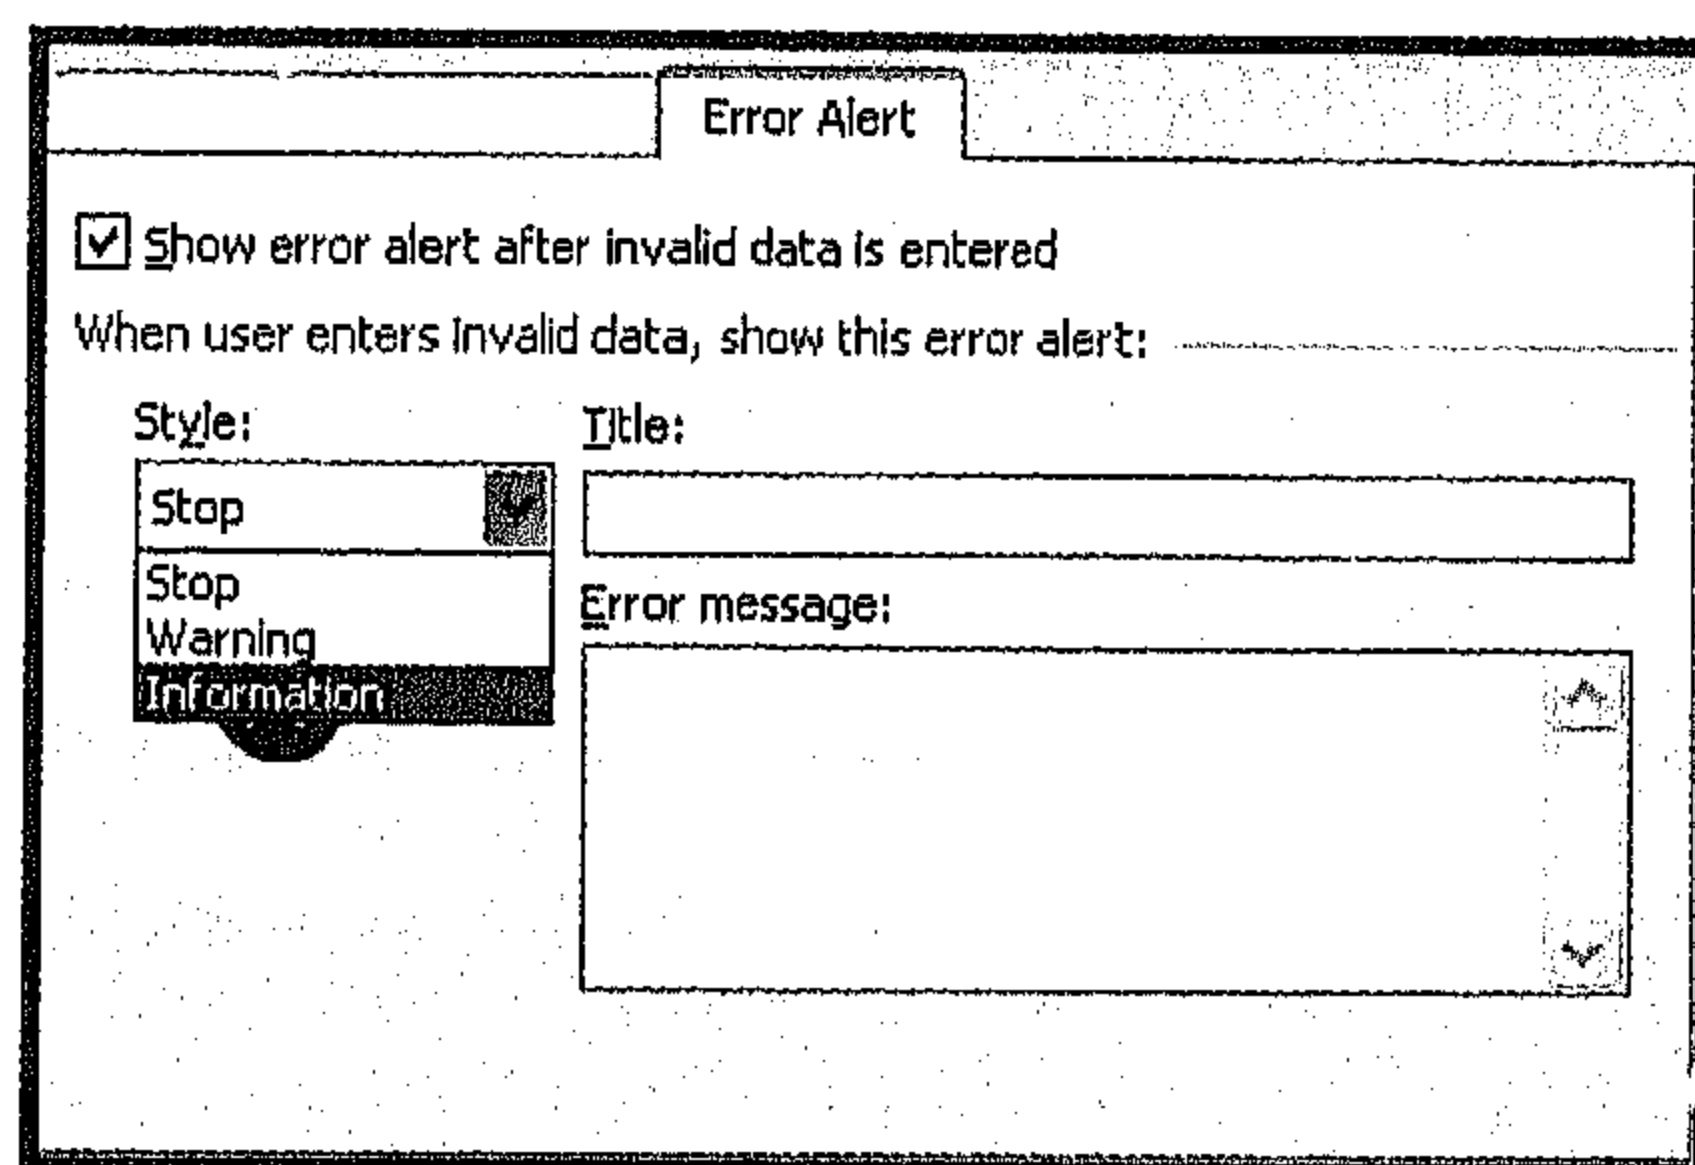 Error Alert
Show error alert after invalid data is entered
When user enters invalid data, show this error alert:
Style:
Title:
Stop
Stop
Warning
Information
Error message: